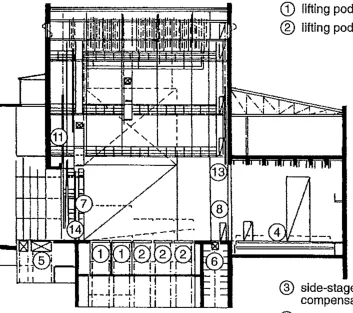 ① lifting pod
② lifting pod
11
13
7
8
14
4
5
1 1 2 2 2
6
③ side-stage
compensa